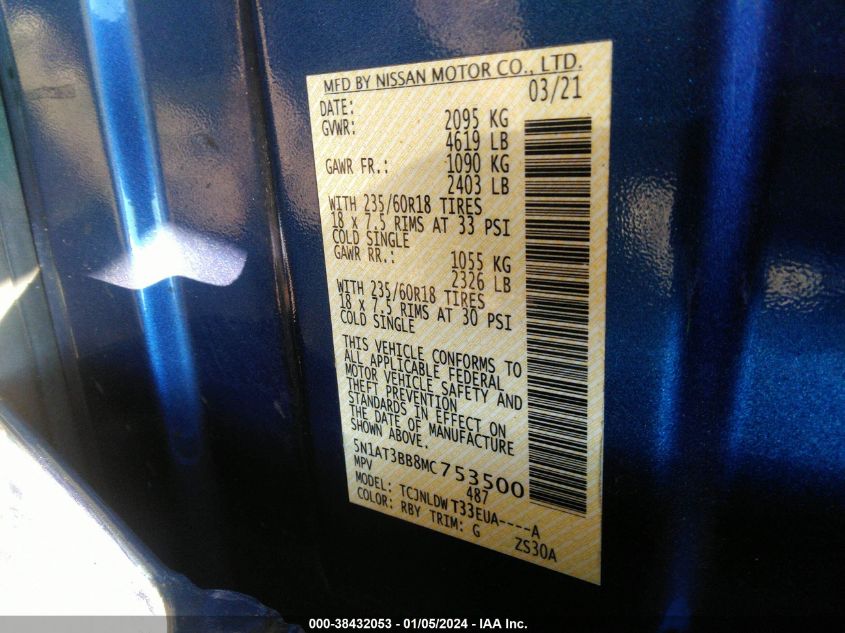 MFD BY NISSAN MOTOR CO., LTD.
DATE: 03/21
GVWR: 2095 KG
4619 LB
GAWR FR.: 1090 KG
2403 LB
WITH 235/60R18 TIRES
18 x 7.5 RIMS AT 33 PSI
COLD SINGLE
GAWR RR.: 1055 KG
2326 LB
WITH 235/60R18 TIRES
18 x 7.5 RIMS AT 30 PSI
COLD SINGLE
THIS VEHICLE CONFORMS TO
ALL APPLICABLE FEDERAL
MOTOR VEHICLE SAFETY AND
THEFT PREVENTION
STANDARDS IN EFFECT ON
THE DATE OF MANUFACTURE
SHOWN ABOVE.
5N1AT3BB8MC753500
MPV 487
MODEL: TCJNLDWT33EUA----A
COLOR: RBY TRIM: G ZS30A
000-38432053 - 01/05/2024 - IAA Inc.